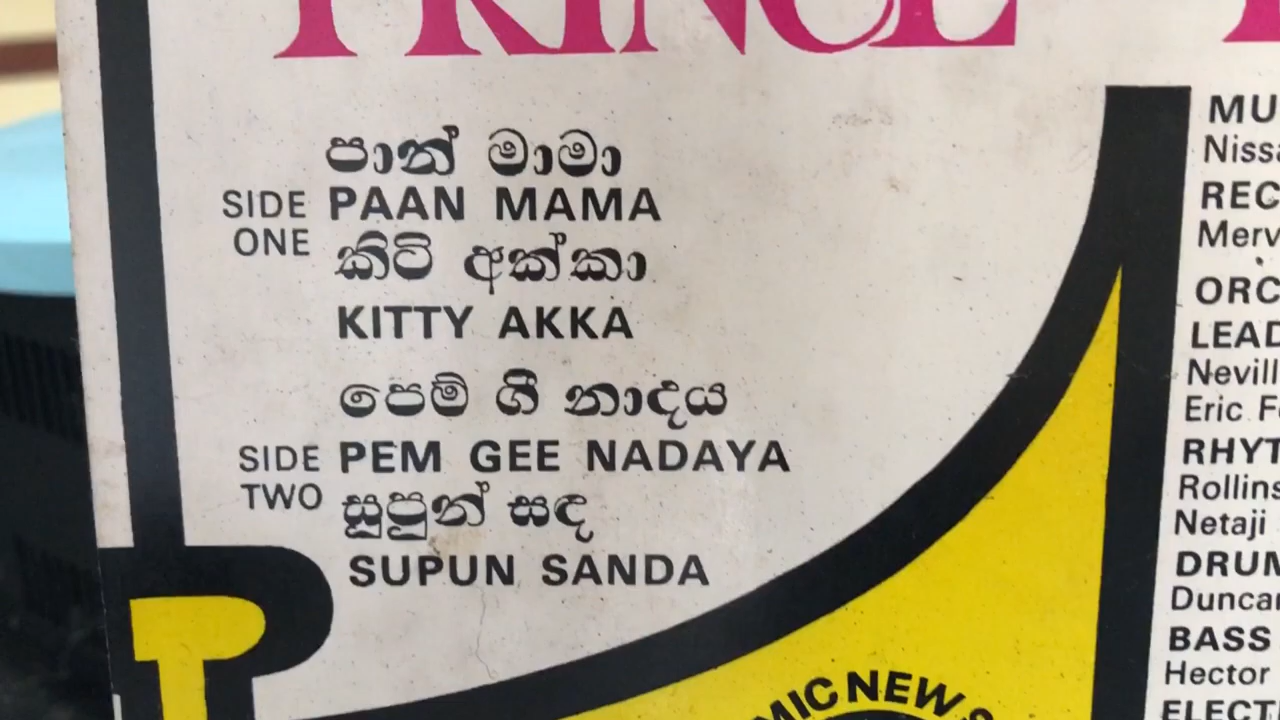 PRINCE
පාන් මාමා
SIDE ONE
PAAN MAMA
කිටි අක්කා
KITTY AKKA
පෙම් ගී නාදය
SIDE TWO
PEM GEE NADAYA
සුපුන් සඳ
SUPUN SANDA
MU
Nissa
REC
Merv
ORC
LEAD
Nevill
Eric F
RHYT
Rollins
Netaji
DRUM
Duncan
BASS
Hector
ELECT
MIC NEW